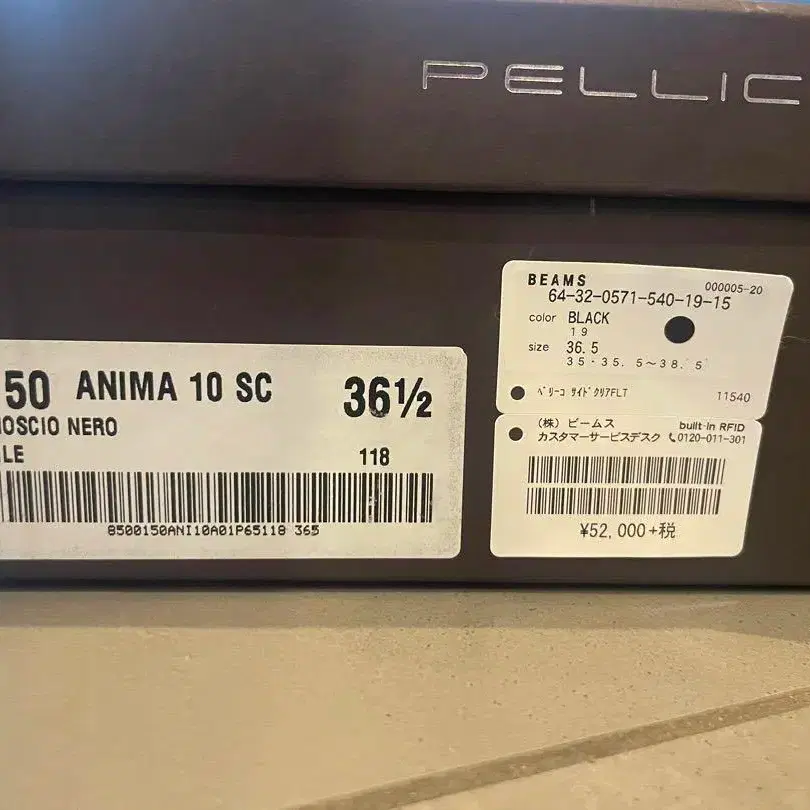 PELLIC
50 ANIMA 10 SC 36½
OSCIO NERO
LE 118
8500150ANI10A01P65118 365
BEAMS 000005-20
64-32-0571-540-19-15
color BLACK
19
size 36.5
35・35.5～38.5
ﾍﾟﾘｰｺ ｻｲﾄﾞｸﾘｱFLT 11540
(株) ビームス built-in RFID
カスタマーサービスデスク 0120-011-301
¥52,000+税